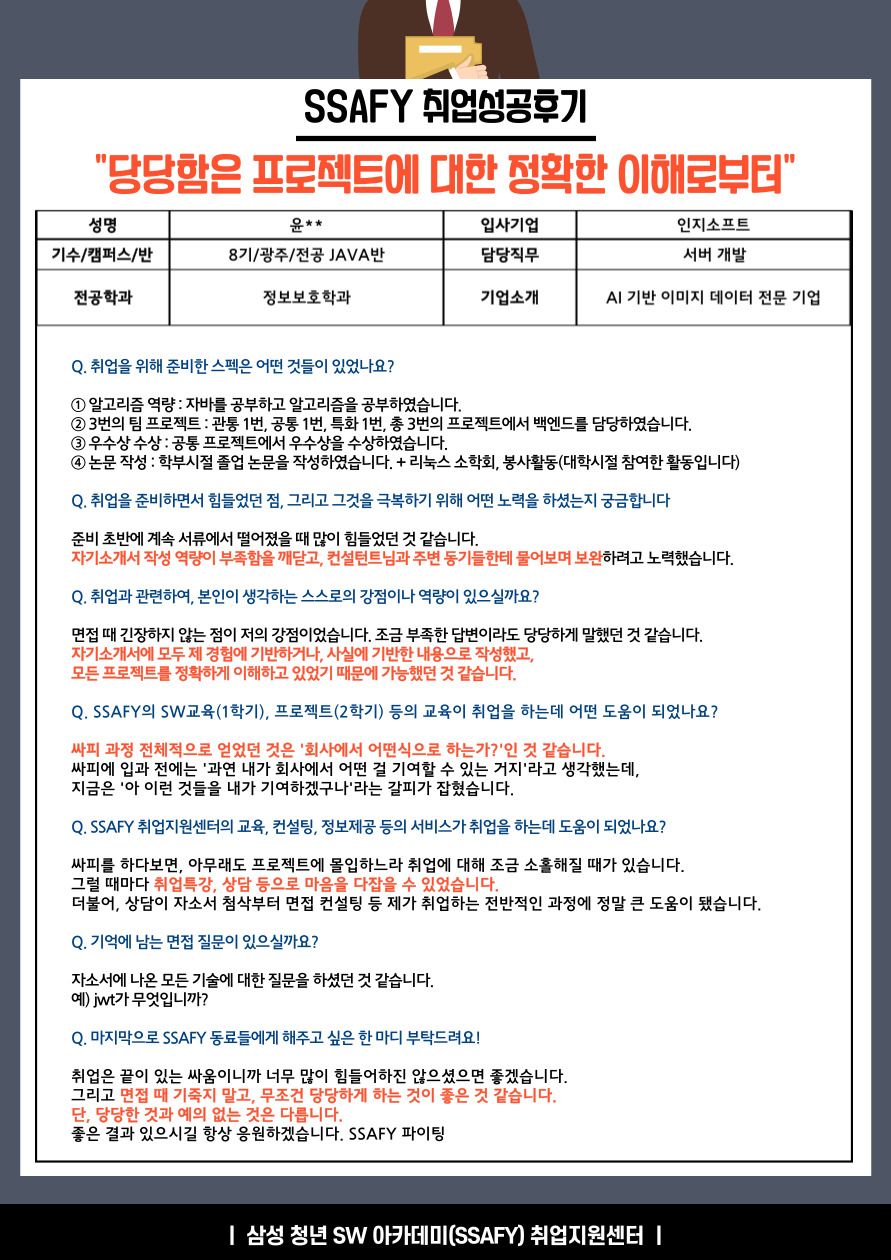 SSAFY 취업성공후기
"당당함은 프로젝트에 대한 정확한 이해로부터"
성명 윤** 입사기업 인지소프트
기수/캠퍼스/반 8기/광주/전공 JAVA반 담당직무 서버 개발
전공학과 정보보호학과 기업소개 AI 기반 이미지 데이터 전문 기업
Q. 취업을 위해 준비한 스펙은 어떤 것들이 있었나요?
① 알고리즘 역량 : 자바를 공부하고 알고리즘을 공부하였습니다.
② 3번의 팀 프로젝트 : 관통 1번, 공통 1번, 특화 1번, 총 3번의 프로젝트에서 백엔드를 담당하였습니다.
③ 우수상 수상 : 공통 프로젝트에서 우수상을 수상하였습니다.
④ 논문 작성 : 학부시절 졸업 논문을 작성하였습니다. + 리눅스 소학회, 봉사활동(대학시절 참여한 활동입니다)
Q. 취업을 준비하면서 힘들었던 점, 그리고 그것을 극복하기 위해 어떤 노력을 하셨는지 궁금합니다
준비 초반에 계속 서류에서 떨어졌을 때 많이 힘들었던 것 같습니다.
자기소개서 작성 역량이 부족함을 깨닫고, 컨설턴트님과 주변 동기들한테 물어보며 보완하려고 노력했습니다.
Q. 취업과 관련하여, 본인이 생각하는 스스로의 강점이나 역량이 있으실까요?
면접 때 긴장하지 않는 점이 저의 강점이었습니다. 조금 부족한 답변이라도 당당하게 말했던 것 같습니다.
자기소개서에 모두 제 경험에 기반하거나, 사실에 기반한 내용으로 작성했고,
모든 프로젝트를 정확하게 이해하고 있었기 때문에 가능했던 것 같습니다.
Q. SSAFY의 SW교육(1학기), 프로젝트(2학기) 등의 교육이 취업을 하는데 어떤 도움이 되었나요?
싸피 과정 전체적으로 얻었던 것은 '회사에서 어떤식으로 하는가?'인 것 같습니다.
싸피에 입과 전에는 '과연 내가 회사에서 어떤 걸 기여할 수 있는 거지'라고 생각했는데,
지금은 '아 이런 것들을 내가 기여하겠구나'라는 갈피가 잡혔습니다.
Q. SSAFY 취업지원센터의 교육, 컨설팅, 정보제공 등의 서비스가 취업을 하는데 도움이 되었나요?
싸피를 하다보면, 아무래도 프로젝트에 몰입하느라 취업에 대해 조금 소홀해질 때가 있습니다.
그럴 때마다 취업특강, 상담 등으로 마음을 다잡을 수 있었습니다.
더불어, 상담이 자소서 첨삭부터 면접 컨설팅 등 제가 취업하는 전반적인 과정에 정말 큰 도움이 됐습니다.
Q. 기억에 남는 면접 질문이 있으실까요?
자소서에 나온 모든 기술에 대한 질문을 하셨던 것 같습니다.
예) jwt가 무엇입니까?
Q. 마지막으로 SSAFY 동료들에게 해주고 싶은 한 마디 부탁드려요!
취업은 끝이 있는 싸움이니까 너무 많이 힘들어하진 않으셨으면 좋겠습니다.
그리고 면접 때 기죽지 말고, 무조건 당당하게 하는 것이 좋은 것 같습니다.
단, 당당한 것과 예의 없는 것은 다릅니다.
좋은 결과 있으시길 항상 응원하겠습니다. SSAFY 파이팅
| 삼성 청년 SW 아카데미(SSAFY) 취업지원센터 |